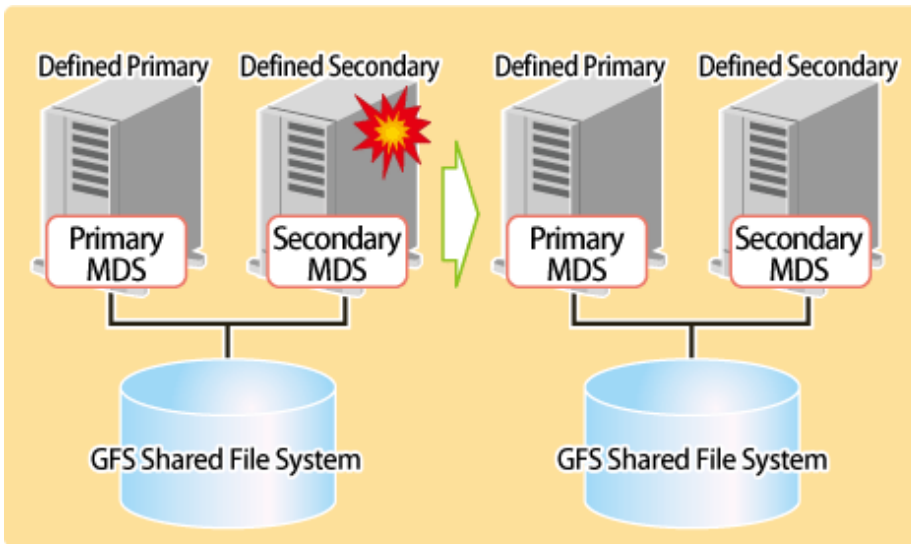 Defined Primary
Defined Secondary
Defined Primary
Defined Secondary
Primary
MDS
Secondary
MDS
Primary
MDS
Secondary
MDS
GFS Shared File System
GFS Shared File System